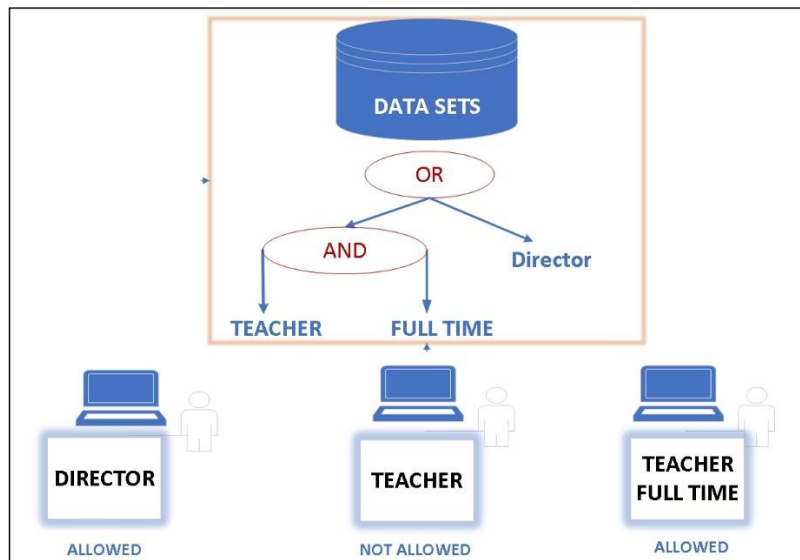 DATA SETS
OR
AND
Director
TEACHER
FULL TIME
DIRECTOR
TEACHER
TEACHER
FULL TIME
ALLOWED
NOT ALLOWED
ALLOWED